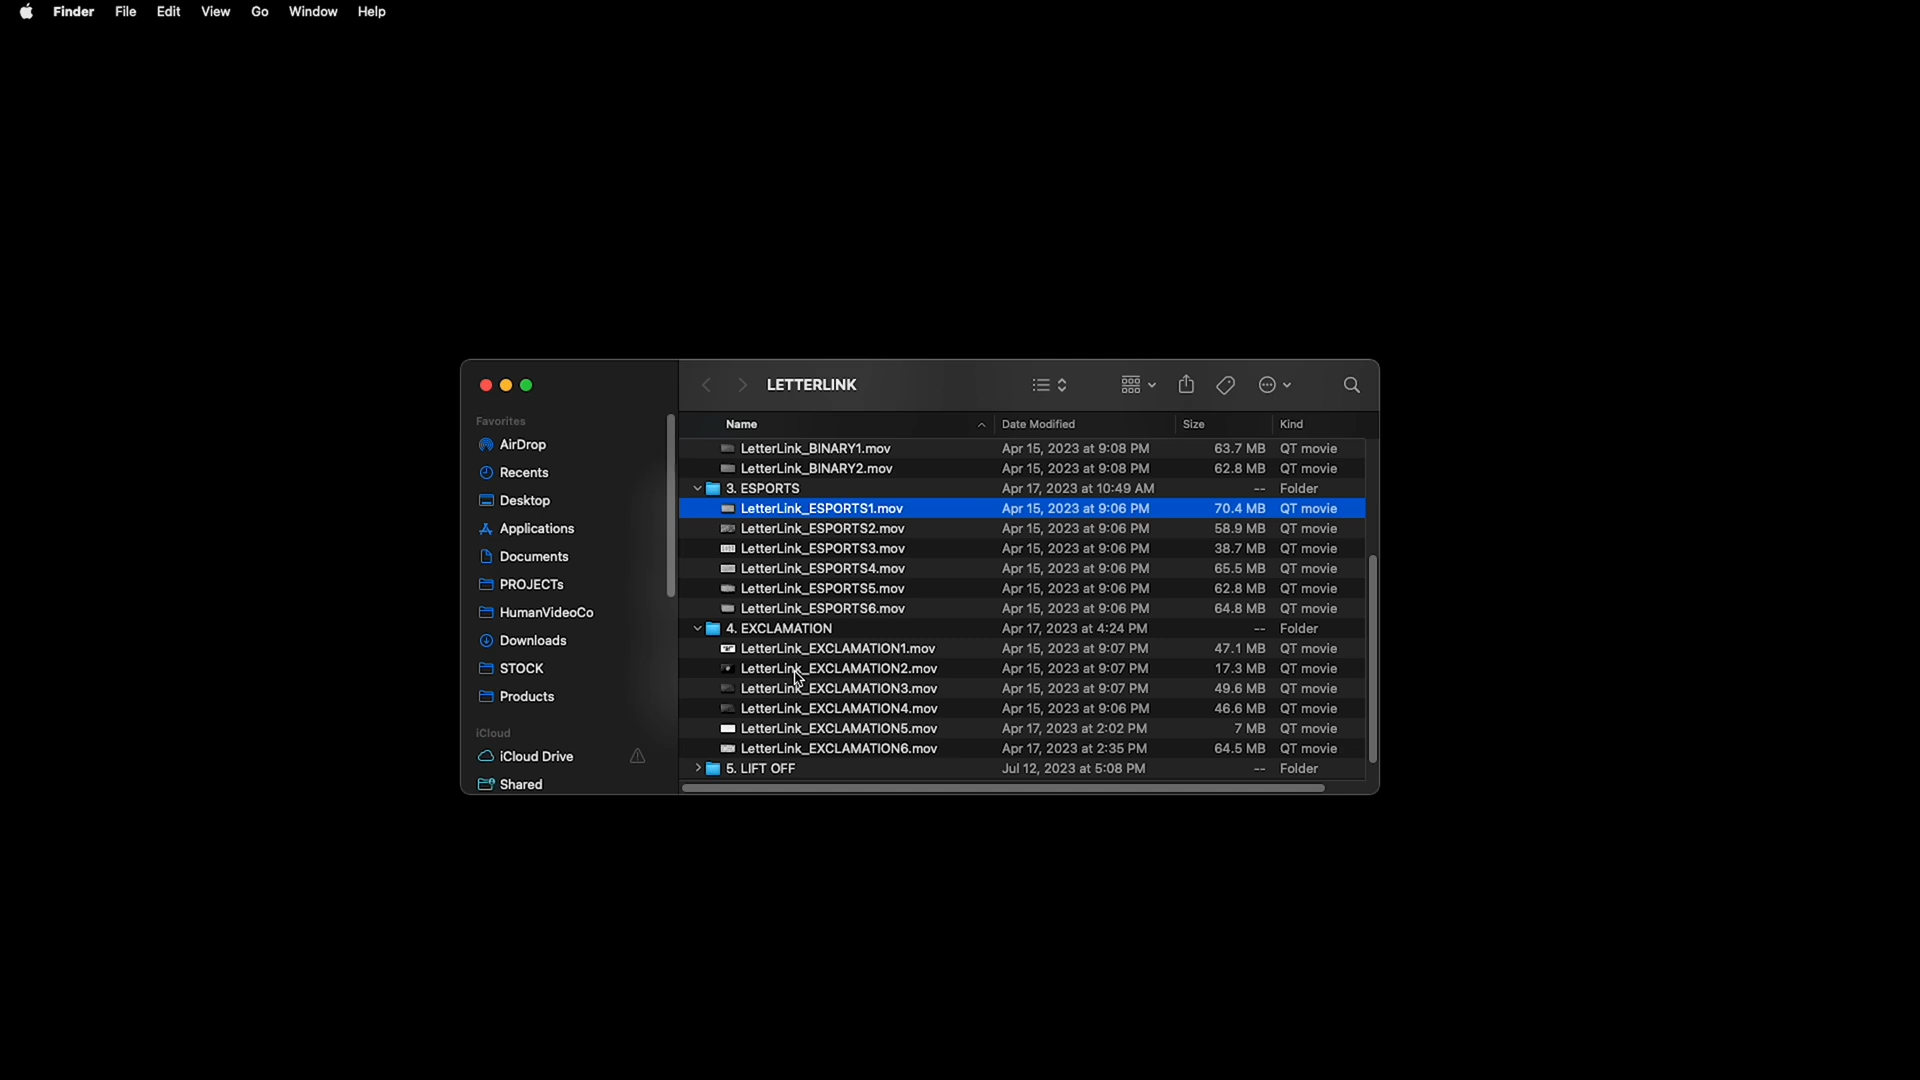 Finder File Edit View Go Window Help
LETTERLINK
Favorites
AirDrop
Recents
Desktop
Applications
Documents
PROJECTs
HumanVideoCo
Downloads
STOCK
Products
iCloud
iCloud Drive
Shared
Name Date Modified Size Kind
LetterLink_BINARY1.mov Apr 15, 2023 at 9:08 PM 63.7 MB QT movie
LetterLink_BINARY2.mov Apr 15, 2023 at 9:08 PM 62.8 MB QT movie
3. ESPORTS Apr 17, 2023 at 10:49 AM -- Folder
LetterLink_ESPORTS1.mov Apr 15, 2023 at 9:06 PM 70.4 MB QT movie
LetterLink_ESPORTS2.mov Apr 15, 2023 at 9:06 PM 58.9 MB QT movie
LetterLink_ESPORTS3.mov Apr 15, 2023 at 9:06 PM 38.7 MB QT movie
LetterLink_ESPORTS4.mov Apr 15, 2023 at 9:06 PM 65.5 MB QT movie
LetterLink_ESPORTS5.mov Apr 15, 2023 at 9:06 PM 62.8 MB QT movie
LetterLink_ESPORTS6.mov Apr 15, 2023 at 9:06 PM 64.8 MB QT movie
4. EXCLAMATION Apr 17, 2023 at 4:24 PM -- Folder
LetterLink_EXCLAMATION1.mov Apr 15, 2023 at 9:07 PM 47.1 MB QT movie
LetterLink_EXCLAMATION2.mov Apr 15, 2023 at 9:07 PM 17.3 MB QT movie
LetterLink_EXCLAMATION3.mov Apr 15, 2023 at 9:07 PM 49.6 MB QT movie
LetterLink_EXCLAMATION4.mov Apr 15, 2023 at 9:06 PM 46.6 MB QT movie
LetterLink_EXCLAMATION5.mov Apr 17, 2023 at 2:02 PM 7 MB QT movie
LetterLink_EXCLAMATION6.mov Apr 17, 2023 at 2:35 PM 64.5 MB QT movie
5. LIFT OFF Jul 12, 2023 at 5:08 PM -- Folder